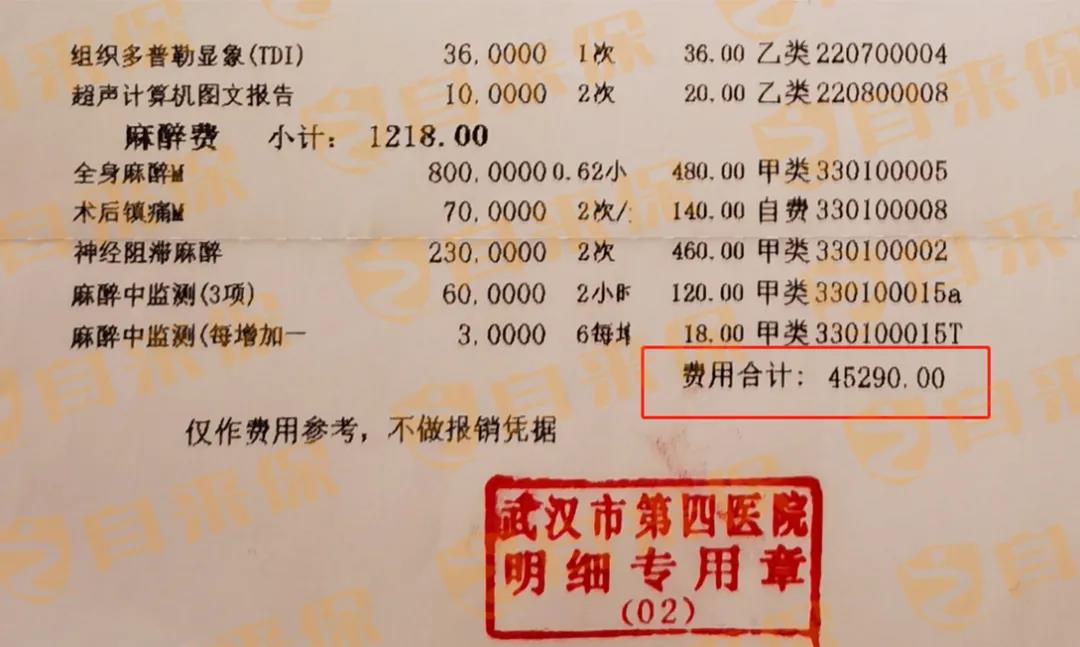 组织多普勒显象(TDI) 36.0000 1次 36.00 乙类 220700004
超声计算机图文报告 10.0000 2次 20.00 乙类 220800008
麻醉费 小计: 1218.00
全身麻醉M 800.0000 0.62小 480.00 甲类 330100005
术后镇痛M 70.0000 2次/ 140.00 自费 330100008
神经阻滞麻醉 230.0000 2次 460.00 甲类 330100002
麻醉中监测(3项) 60.0000 2小时 120.00 甲类 330100015a
麻醉中监测(每增加一 3.0000 6每增 18.00 甲类 330100015T
费用合计: 45290.00
仅作费用参考, 不做报销凭据
武汉市第四医院
明细专用章
(02)
自来保